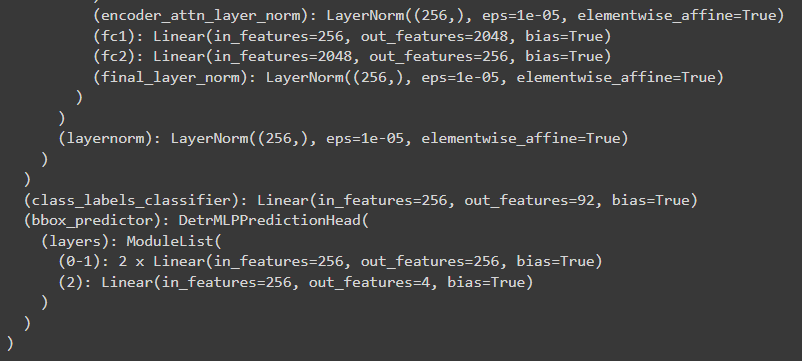 (encoder_attn_layer_norm): LayerNorm((256,), eps=1e-05, elementwise_affine=True)
(fc1): Linear(in_features=256, out_features=2048, bias=True)
(fc2): Linear(in_features=2048, out_features=256, bias=True)
(final_layer_norm): LayerNorm((256,), eps=1e-05, elementwise_affine=True)
)
)
(layernorm): LayerNorm((256,), eps=1e-05, elementwise_affine=True)
)
)
(class_labels_classifier): Linear(in_features=256, out_features=92, bias=True)
(bbox_predictor): DetrMLPPredictionHead(
(layers): ModuleList(
(0-1): 2 x Linear(in_features=256, out_features=256, bias=True)
(2): Linear(in_features=256, out_features=4, bias=True)
)
)
)